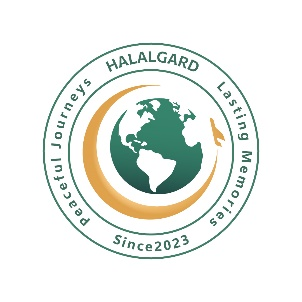 HALALGARD
Peaceful Journeys
Lasting Memories
Since2023